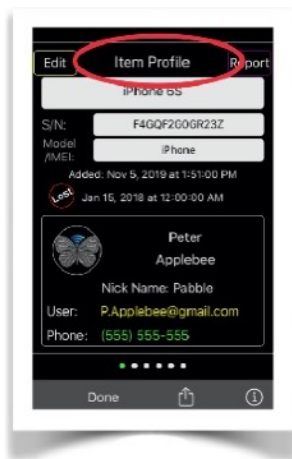 Edit Item Profile Report
iPhone 6S
S/N: F4GQF2G0GR23Z
Model
/IMEI: iPhone
Added: Nov 5, 2019 at 1:51:00 PM
Lost Jan 15, 2018 at 12:00:00 AM
Peter
Applebee
Nick Name: Pabble
User: P.Applebee@gmail.com
Phone: (555) 555-555
Done